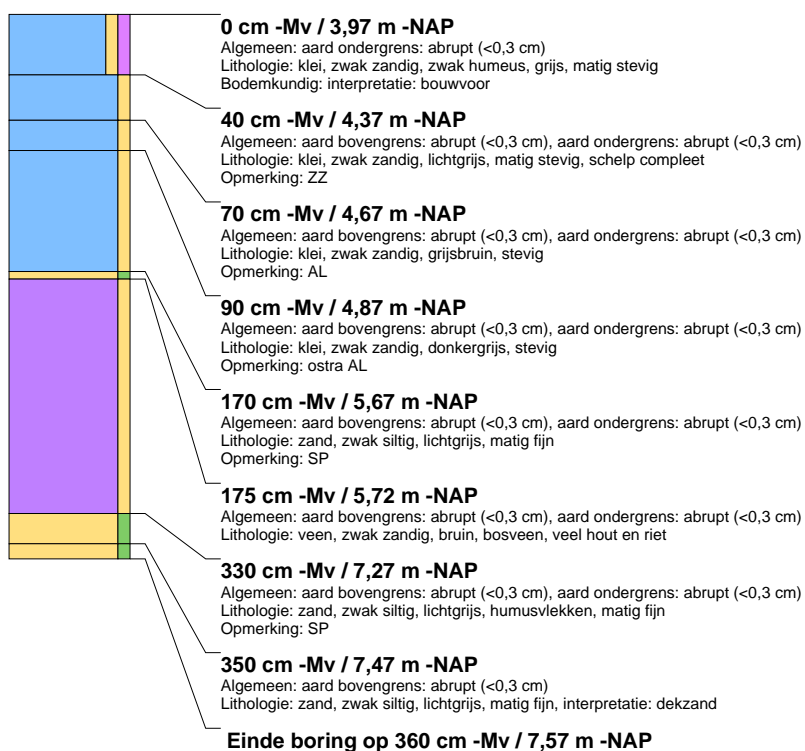 0 cm -Mv / 3,97 m -NAP
Algemeen: aard ondergrens: abrupt (<0,3 cm)
Lithologie: klei, zwak zandig, zwak humeus, grijs, matig stevig
Bodemkundig: interpretatie: bouwvoor
40 cm -Mv / 4,37 m -NAP
Algemeen: aard bovengrens: abrupt (<0,3 cm), aard ondergrens: abrupt (<0,3 cm)
Lithologie: klei, zwak zandig, lichtgrijs, matig stevig, schelp compleet
Opmerking: ZZ
70 cm -Mv / 4,67 m -NAP
Algemeen: aard bovengrens: abrupt (<0,3 cm), aard ondergrens: abrupt (<0,3 cm)
Lithologie: klei, zwak zandig, grijsbruin, stevig
Opmerking: AL
90 cm -Mv / 4,87 m -NAP
Algemeen: aard bovengrens: abrupt (<0,3 cm), aard ondergrens: abrupt (<0,3 cm)
Lithologie: klei, zwak zandig, donkergrijs, stevig
Opmerking: ostra AL
170 cm -Mv / 5,67 m -NAP
Algemeen: aard bovengrens: abrupt (<0,3 cm), aard ondergrens: abrupt (<0,3 cm)
Lithologie: zand, zwak siltig, lichtgrijs, matig fijn
Opmerking: SP
175 cm -Mv / 5,72 m -NAP
Algemeen: aard bovengrens: abrupt (<0,3 cm), aard ondergrens: abrupt (<0,3 cm)
Lithologie: veen, zwak zandig, bruin, bosveen, veel hout en riet
330 cm -Mv / 7,27 m -NAP
Algemeen: aard bovengrens: abrupt (<0,3 cm), aard ondergrens: abrupt (<0,3 cm)
Lithologie: zand, zwak siltig, lichtgrijs, humusvlekken, matig fijn
Opmerking: SP
350 cm -Mv / 7,47 m -NAP
Algemeen: aard bovengrens: abrupt (<0,3 cm)
Lithologie: zand, zwak siltig, lichtgrijs, matig fijn, interpretatie: dekzand
Einde boring op 360 cm -Mv / 7,57 m -NAP